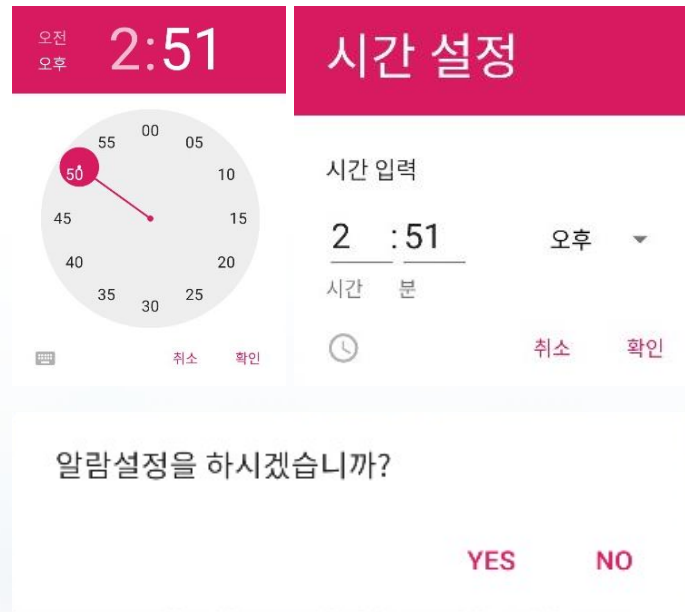 오전
오후
2:51
00
05
10
15
20
25
30
35
40
45
50
55
취소 확인
시간 설정
시간 입력
2 : 51 오후
시간 분
취소 확인
알람설정을 하시겠습니까?
YES NO